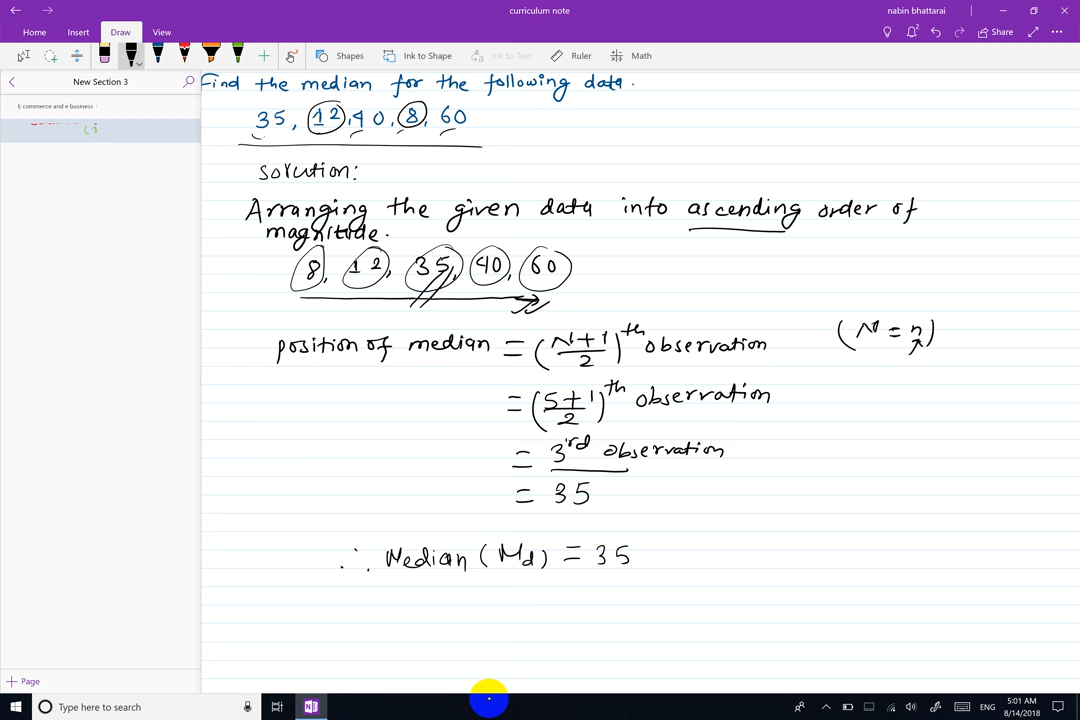 curriculum note
nabin bhattarai
Home Insert Draw View
Share
Shapes Ink to Shape Ink to Text Ruler Math
New Section 3
E commerce and e business
Find the median for the following data.
35, 12, 40, 8, 60
solution:
Arranging the given data into ascending order of
magnitude.
8, 12, 35, 40, 60
position of median = (N+1/2)th observation (N = n)
= (5+1/2)th observation
= 3rd observation
= 35
∴ Median (Md) = 35
+ Page
Type here to search
ENG
5:01 AM
8/14/2018